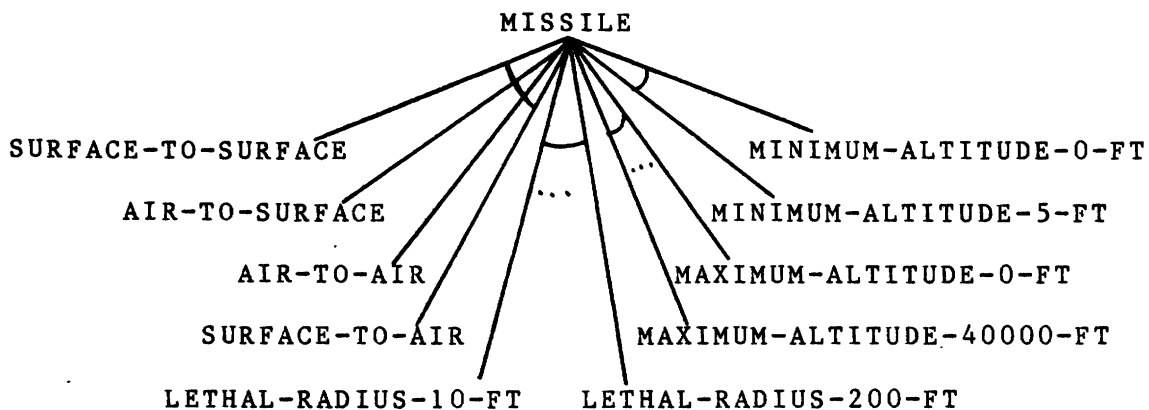 MISSILE
SURFACE-TO-SURFACE MINIMUM-ALTITUDE-0-FT
...
...
AIR-TO-SURFACE MINIMUM-ALTITUDE-5-FT
AIR-TO-AIR MAXIMUM-ALTITUDE-0-FT
SURFACE-TO-AIR MAXIMUM-ALTITUDE-40000-FT
LETHAL-RADIUS-10-FT LETHAL-RADIUS-200-FT